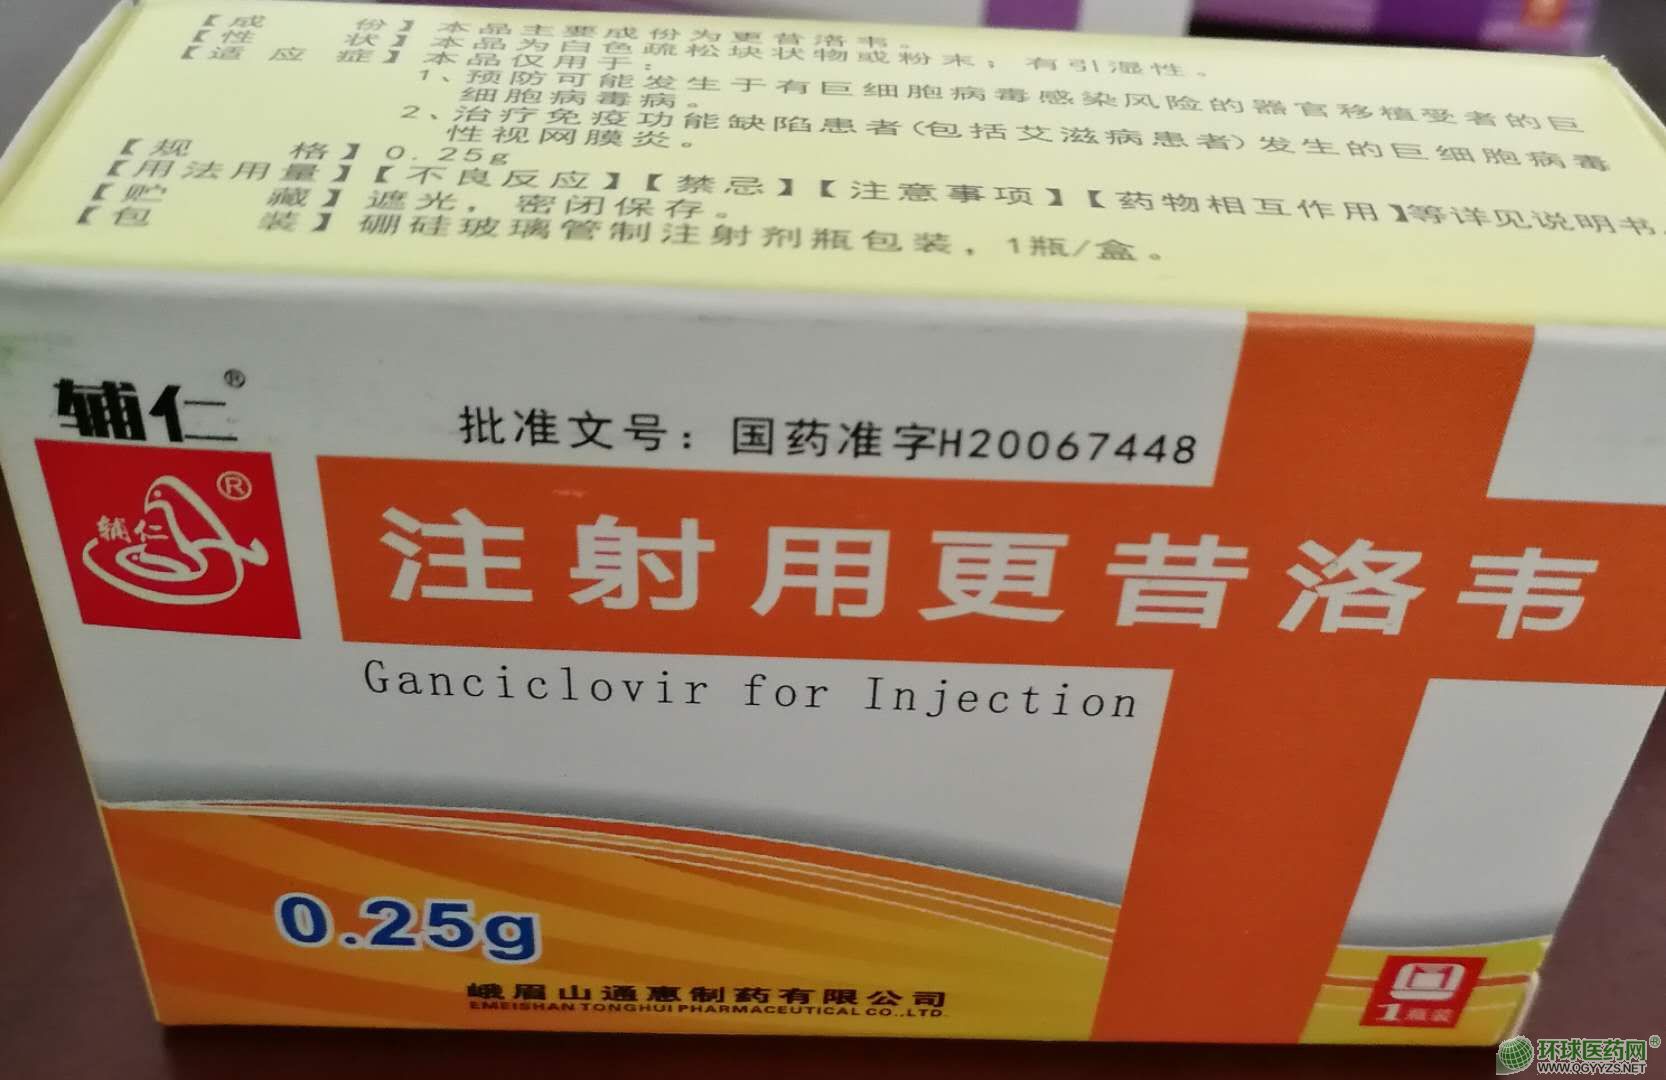 【成 份】本品主要成份为更昔洛韦。
【性 状】本品为白色疏松块状物或粉末；有引湿性。
【适应症】本品仅用于：
1、预防可能发生于有巨细胞病毒感染风险的器官移植受者的巨
细胞病毒病。
2、治疗免疫功能缺陷患者(包括艾滋病患者)发生的巨细胞病毒
性视网膜炎。
【规 格】0.25g
【用法用量】【不良反应】【禁忌】【注意事项】【药物相互作用】等详见说明书。
【贮 藏】遮光，密闭保存。
【包 装】硼硅玻璃管制注射剂瓶包装，1瓶/盒。
辅仁®
批准文号：国药准字H20067448
辅仁®
注射用更昔洛韦
Ganciclovir for Injection
0.25g
峨眉山通惠制药有限公司
EMEISHAN TONGHUI PHARMACEUTICAL CO.,LTD.
1瓶装
环球医药网®
WWW.QGYYZS.NET